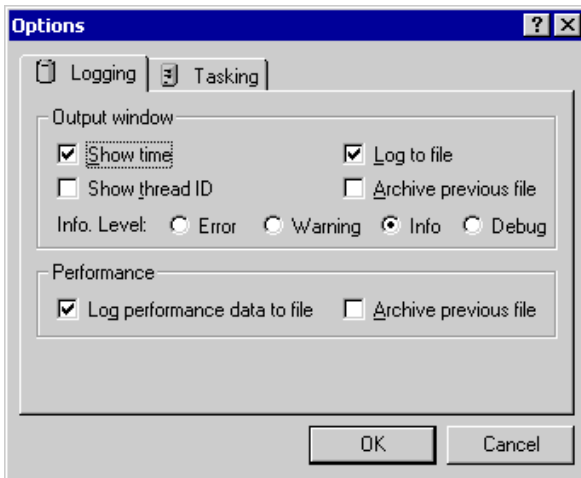 Options
Logging Tasking
Output window
Show time Log to file
Show thread ID Archive previous file
Info. Level: Error Warning Info Debug
Performance
Log performance data to file Archive previous file
OK Cancel